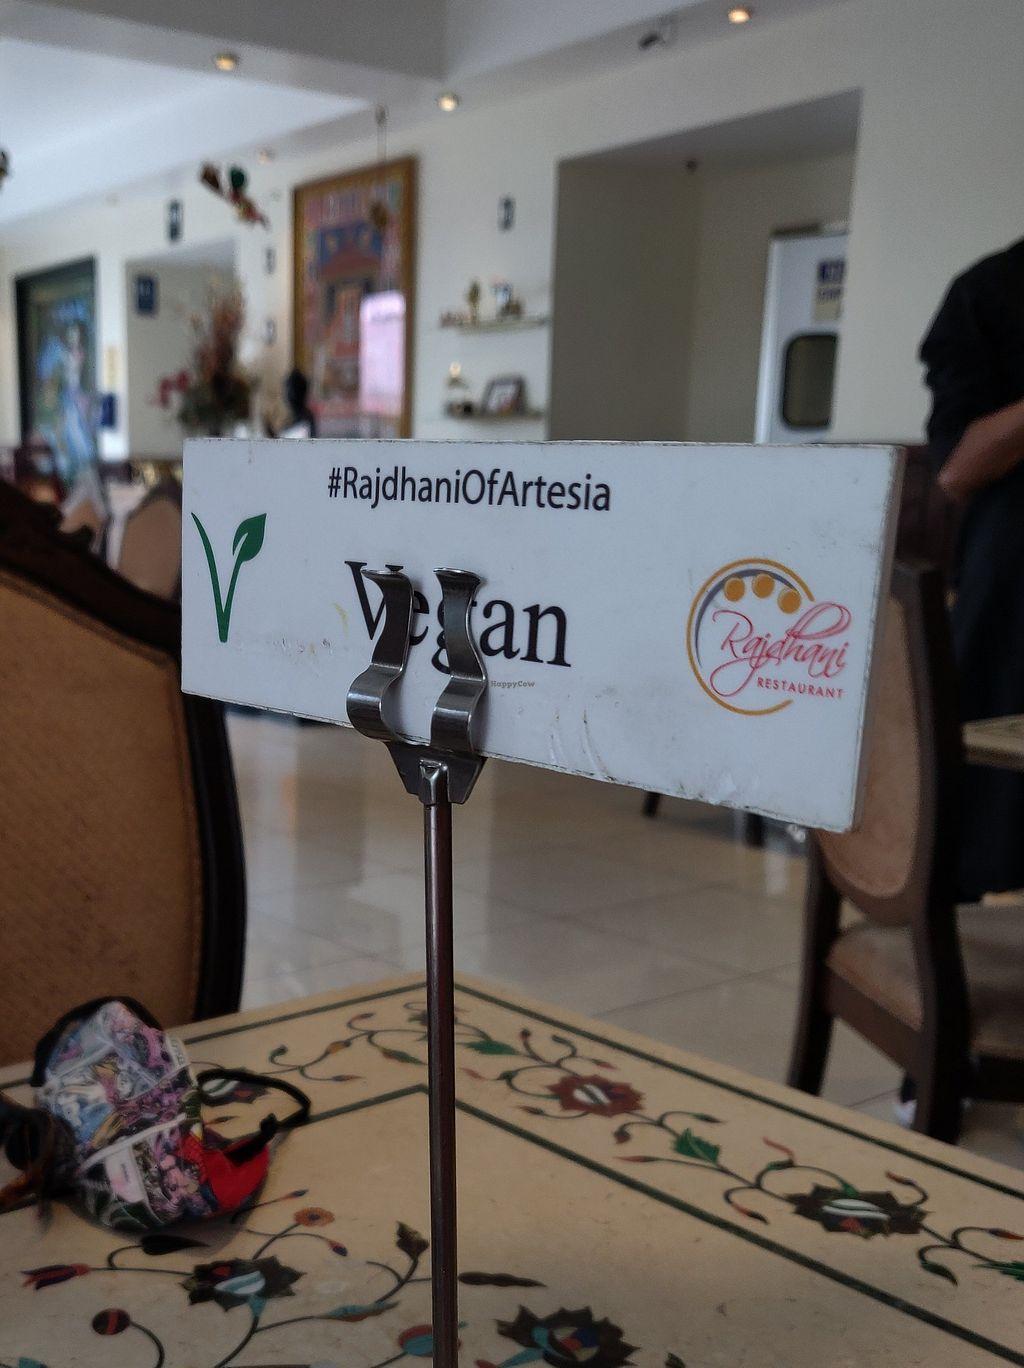 #RajdhaniOfArtesia
Vegan
Rajdhani
RESTAURANT
HappyCow